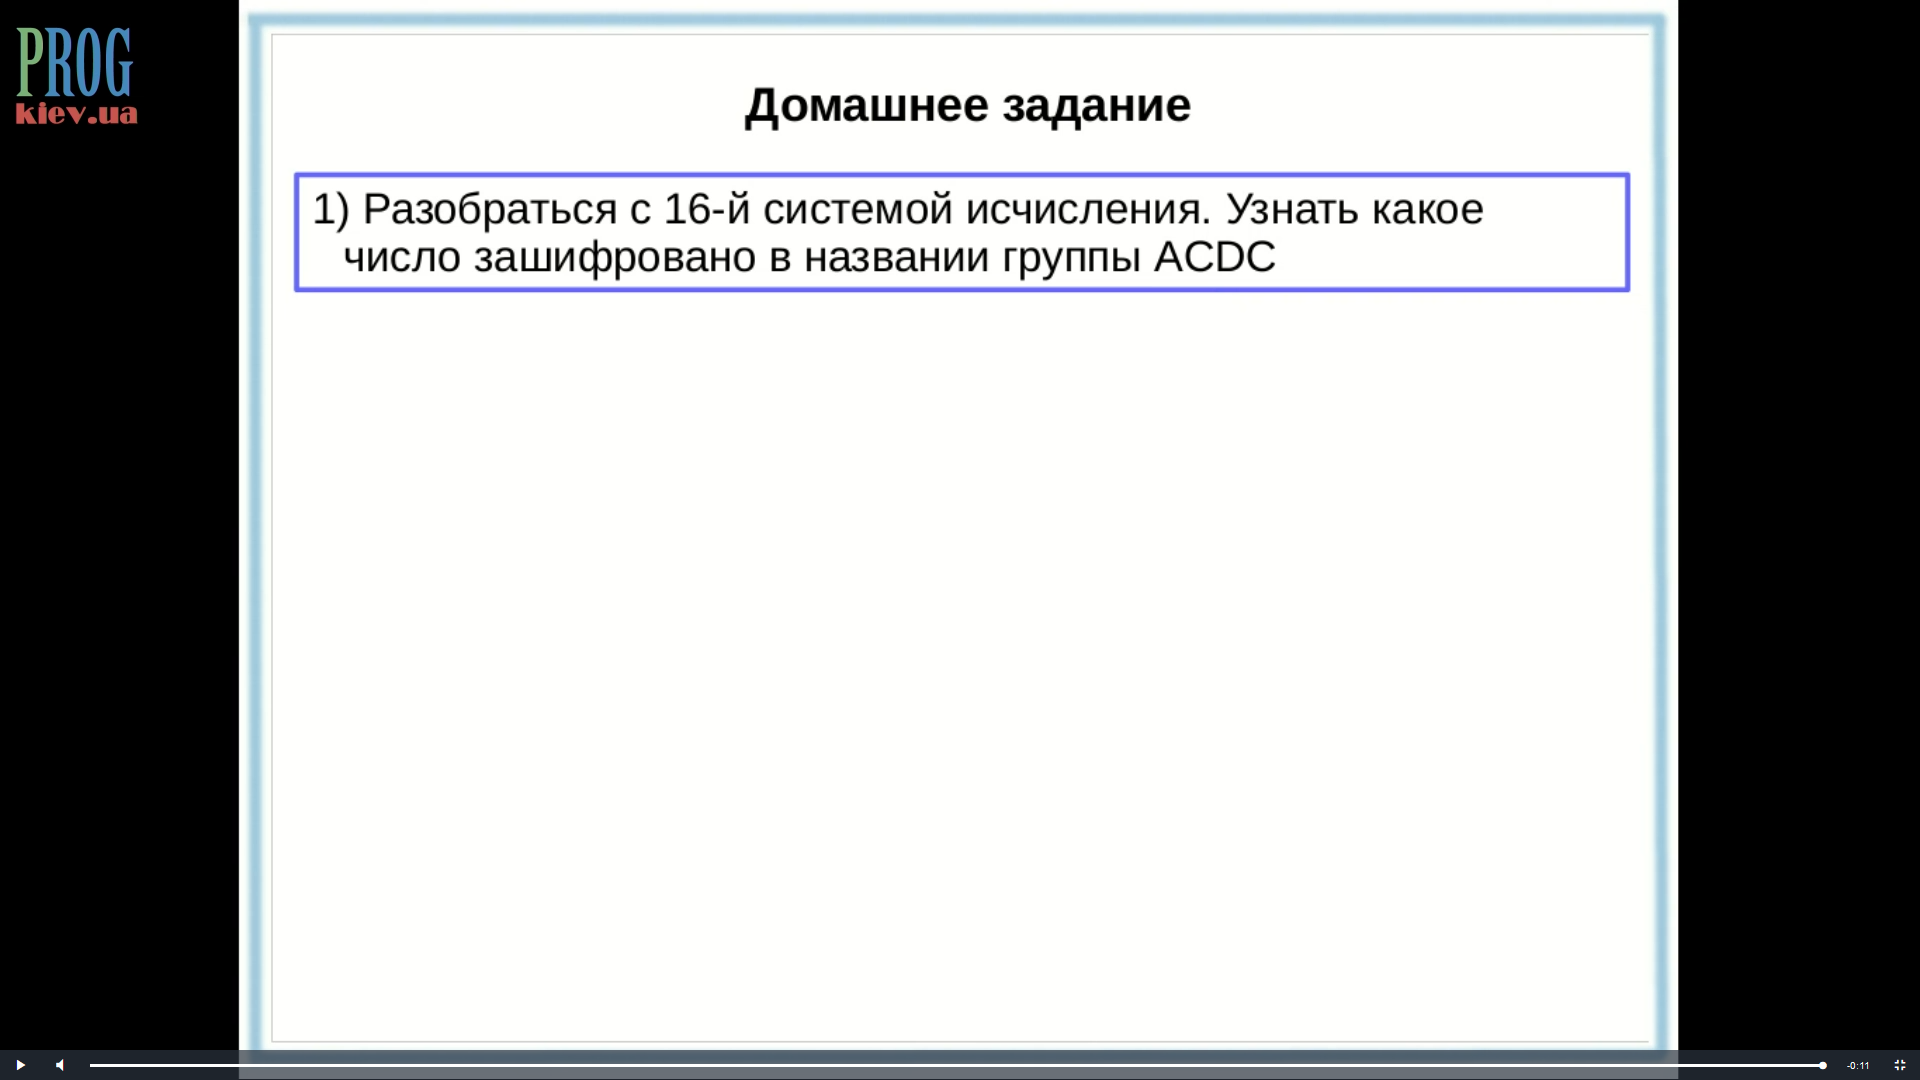 PROG
kiev.ua
Домашнее задание
1) Разобраться с 16-й системой исчисления. Узнать какое
число зашифровано в названии группы ACDC
-0:11